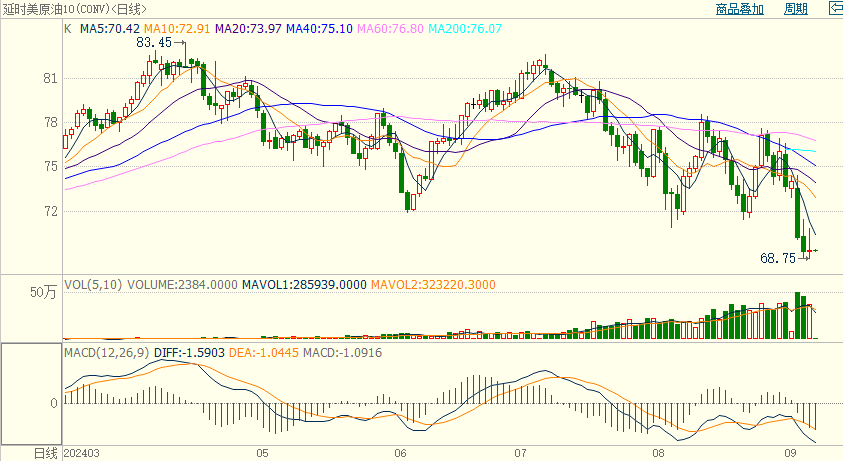 延时美原油10(CONV)<日线> 商品叠加 周期
K MA5:70.42 MA10:72.91 MA20:73.97 MA40:75.10 MA60:76.80 MA200:76.07
83.45
81
78
75
72
68.75
50万 VOL(5,10) VOLUME:2384.0000 MAVOL1:285939.0000 MAVOL2:323220.3000
MACD(12,26,9) DIFF:-1.5903 DEA:-1.0445 MACD:-1.0916
0
日线 202403 05 06 07 08 09